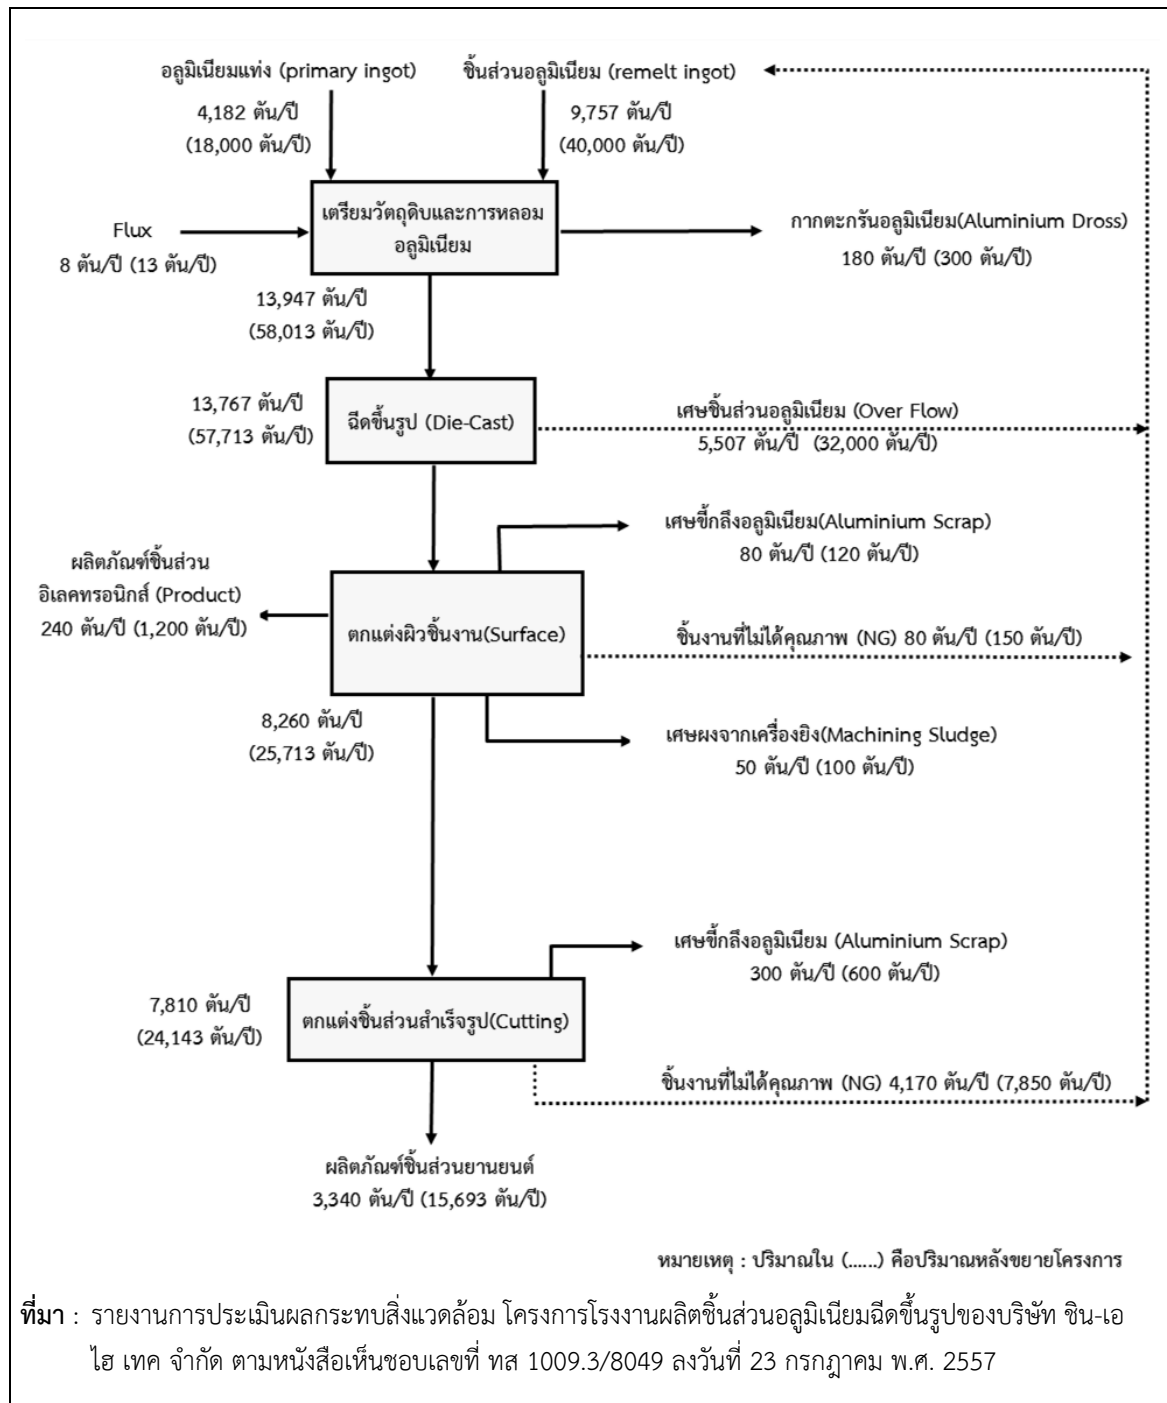 อลูมิเนียมแท่ง (primary ingot)
ชิ้นส่วนอลูมิเนียม (remelt ingot)
4,182 ตัน/ปี
(18,000 ตัน/ปี)
9,757 ตัน/ปี
(40,000 ตัน/ปี)
เตรียมวัตถุดิบและการหลอม
อลูมิเนียม
Flux
8 ตัน/ปี (13 ตัน/ปี)
กากตะกรันอลูมิเนียม(Aluminium Dross)
180 ตัน/ปี (300 ตัน/ปี)
13,947 ตัน/ปี
(58,013 ตัน/ปี)
13,767 ตัน/ปี
(57,713 ตัน/ปี)
ฉีดขึ้นรูป (Die-Cast)
เศษชิ้นส่วนอลูมิเนียม (Over Flow)
5,507 ตัน/ปี (32,000 ตัน/ปี)
เศษขี้กลึงอลูมิเนียม(Aluminium Scrap)
80 ตัน/ปี (120 ตัน/ปี)
ผลิตภัณฑ์ชิ้นส่วน
อิเลคทรอนิกส์ (Product)
240 ตัน/ปี (1,200 ตัน/ปี)
ตกแต่งผิวชิ้นงาน(Surface)
ชิ้นงานที่ไม่ได้คุณภาพ (NG) 80 ตัน/ปี (150 ตัน/ปี)
8,260 ตัน/ปี
(25,713 ตัน/ปี)
เศษผงจากเครื่องยิง(Machining Sludge)
50 ตัน/ปี (100 ตัน/ปี)
เศษขี้กลึงอลูมิเนียม (Aluminium Scrap)
300 ตัน/ปี (600 ตัน/ปี)
7,810 ตัน/ปี
(24,143 ตัน/ปี)
ตกแต่งชิ้นส่วนสำเร็จรูป(Cutting)
ชิ้นงานที่ไม่ได้คุณภาพ (NG) 4,170 ตัน/ปี (7,850 ตัน/ปี)
ผลิตภัณฑ์ชิ้นส่วนยานยนต์
3,340 ตัน/ปี (15,693 ตัน/ปี)
หมายเหตุ : ปริมาณใน (......) คือปริมาณหลังขยายโครงการ
ที่มา : รายงานการประเมินผลกระทบสิ่งแวดล้อม โครงการโรงงานผลิตชิ้นส่วนอลูมิเนียมฉีดขึ้นรูปของบริษัท ชิน-เอ
ไฮ เทค จำกัด ตามหนังสือเห็นชอบเลขที่ ทส 1009.3/8049 ลงวันที่ 23 กรกฎาคม พ.ศ. 2557